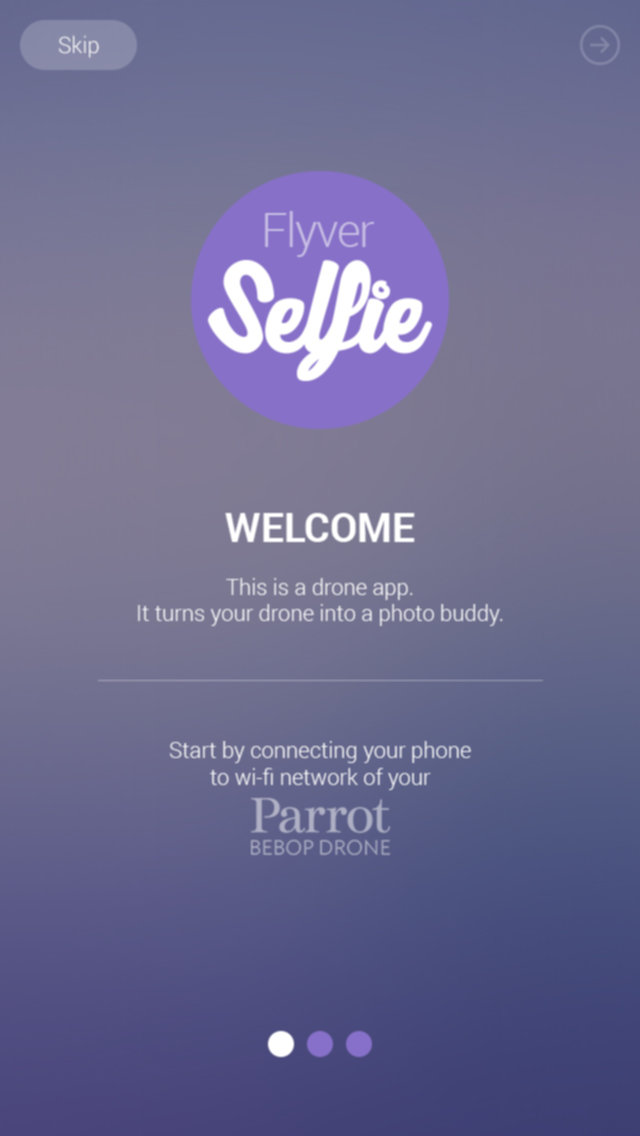 Skip
Flyver
Selfie
WELCOME
This is a drone app.
It turns your drone into a photo buddy.
Start by connecting your phone
to wi-fi network of your
Parrot
BEBOP DRONE